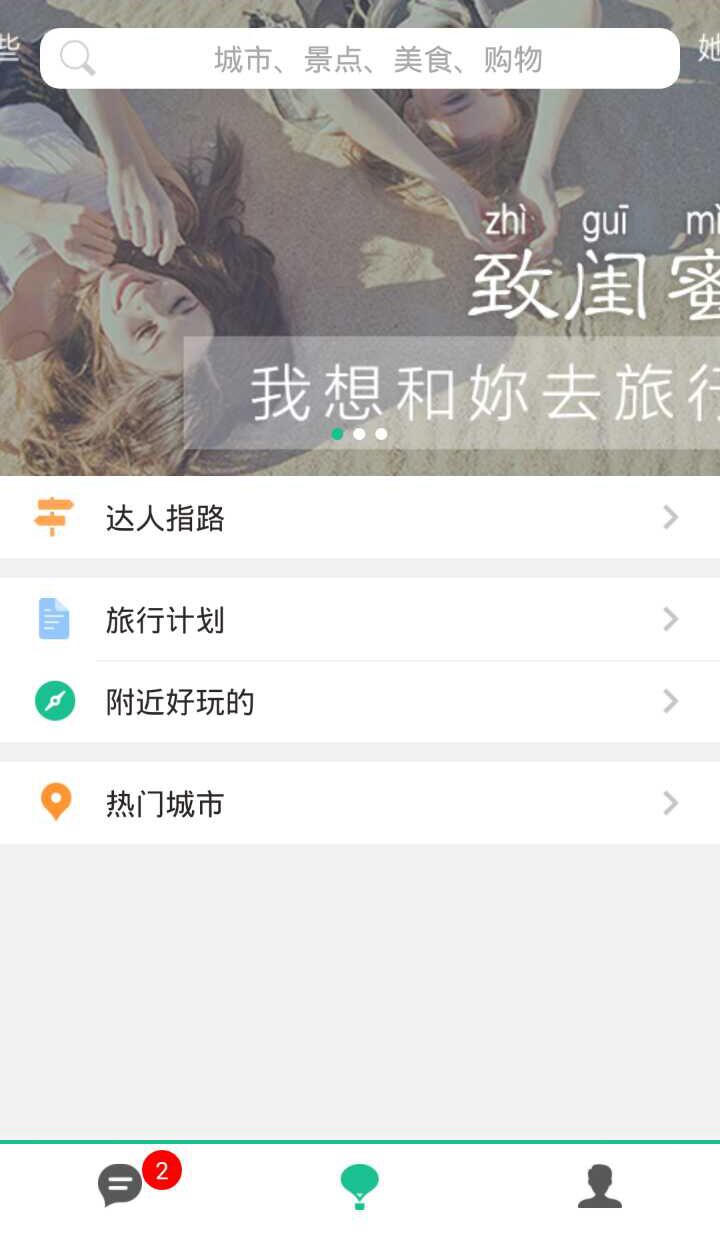 些
城市、景点、美食、购物
她
zhì guī mì
致闺蜜
我想和妳去旅行
达人指路
旅行计划
附近好玩的
热门城市
2